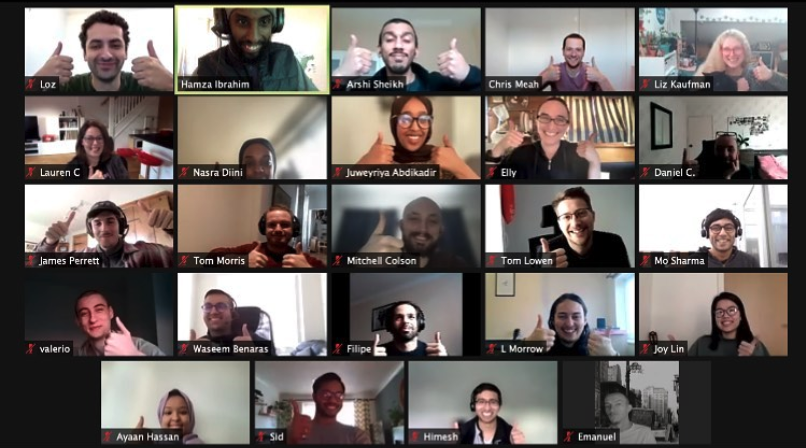 Loz
Hamza Ibrahim
Arshi Sheikh
Chris Meah
Liz Kaufman
Lauren C
Nasra Diini
Juweyriya Abdikadir
Elly
Daniel C.
James Perrett
Tom Morris
Mitchell Colson
Tom Lowen
Mo Sharma
valerio
Waseem Benaras
Filipe
L Morrow
Joy Lin
Ayaan Hassan
Sid
Himesh
Emanuel